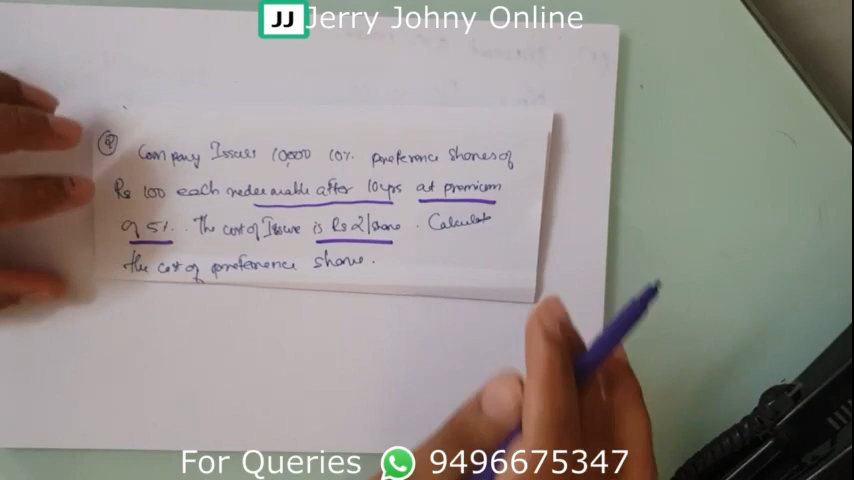 JJ Jerry Johny Online
Q Company Issues 10,000 10% preference shares of
Rs 100 each redeemable after 10 yrs at premium
of 5%. The cost of Issue is Rs 2/share. Calculate
the cost of preference share.
For Queries 9496675347